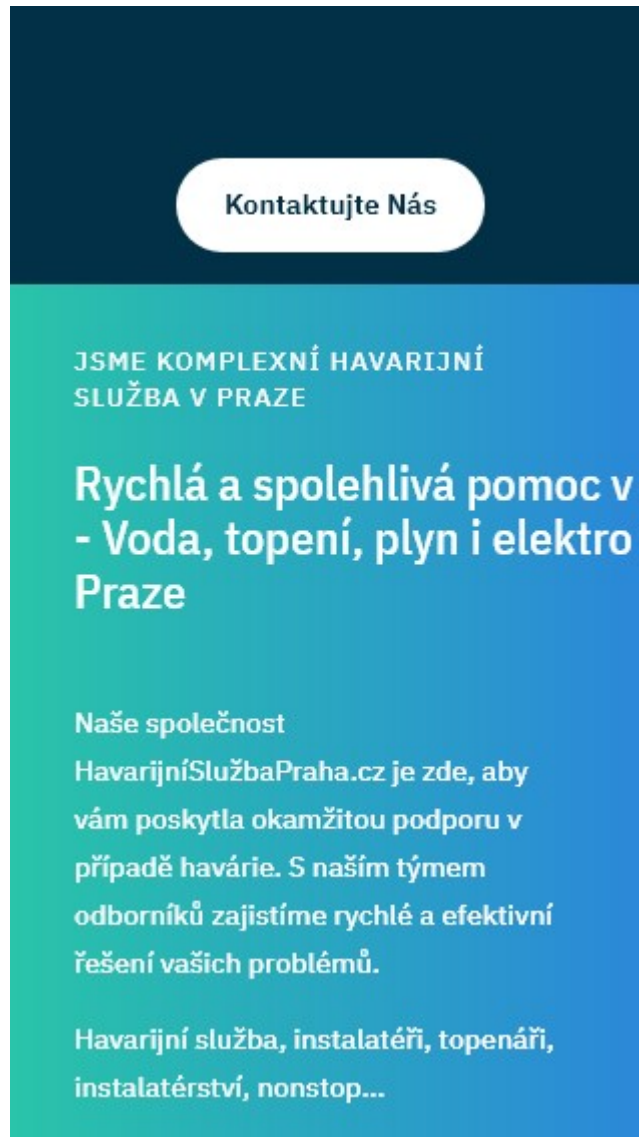 Kontaktujte Nás
JSME KOMPLEXNÍ HAVARIJNÍ
SLUŽBA V PRAZE
Rychlá a spolehlivá pomoc v
- Voda, topení, plyn i elektro
Praze
Naše společnost
HavarijníSlužbaPraha.cz je zde, aby
vám poskytla okamžitou podporu v
případě havárie. S naším týmem
odborníků zajistíme rychlé a efektivní
řešení vašich problémů.
Havarijní služba, instalatéři, topenáři,
instalatérství, nonstop...